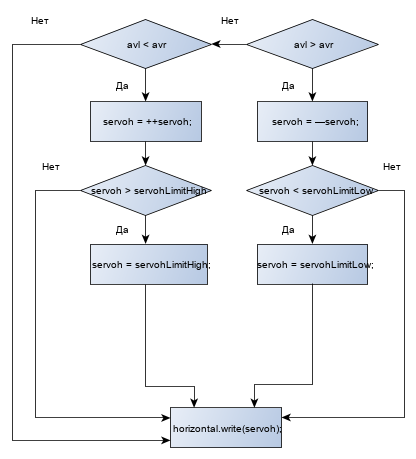 Нет
Нет
avl < avr
avl > avr
Да
Да
servoh = ++servoh;
servoh = —servoh;
Нет
Нет
servoh > servohLimitHigh
servoh < servohLimitLow
Да
Да
servoh = servohLimitHigh;
servoh = servohLimitLow;
horizontal.write(servoh);